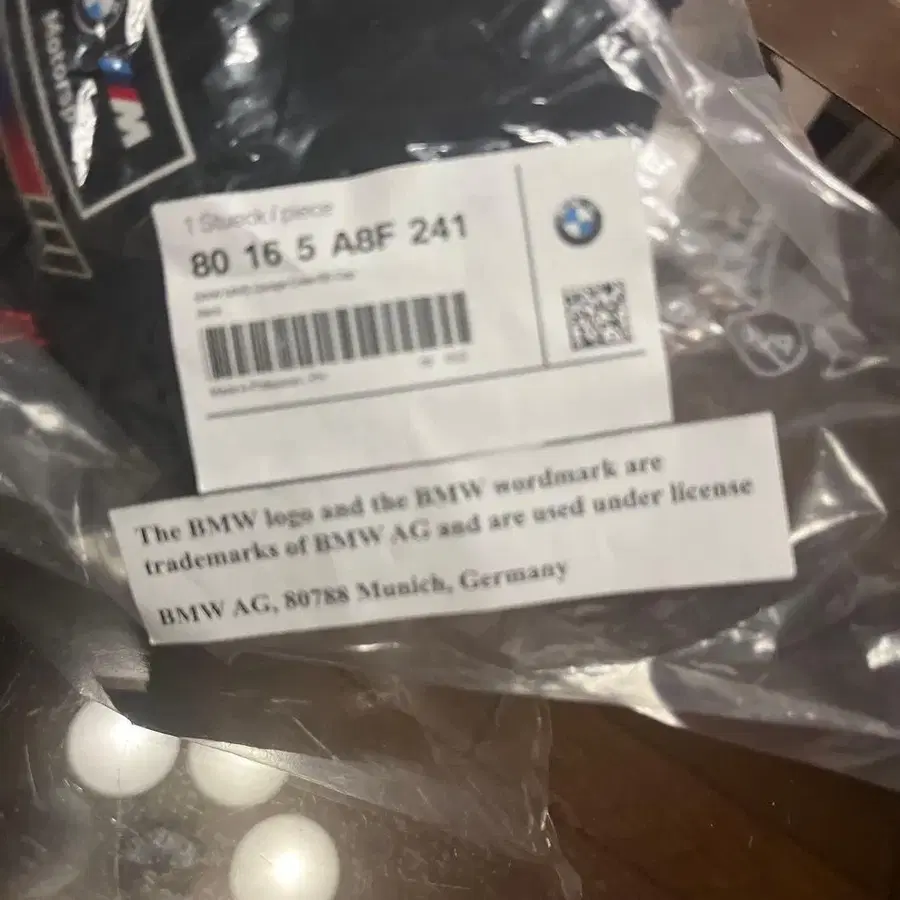 Motorsport
M
1 Stueck / piece
80 16 5 A8F 241
The BMW logo and the BMW wordmark are
trademarks of BMW AG and are used under license
BMW AG, 80788 Munich, Germany